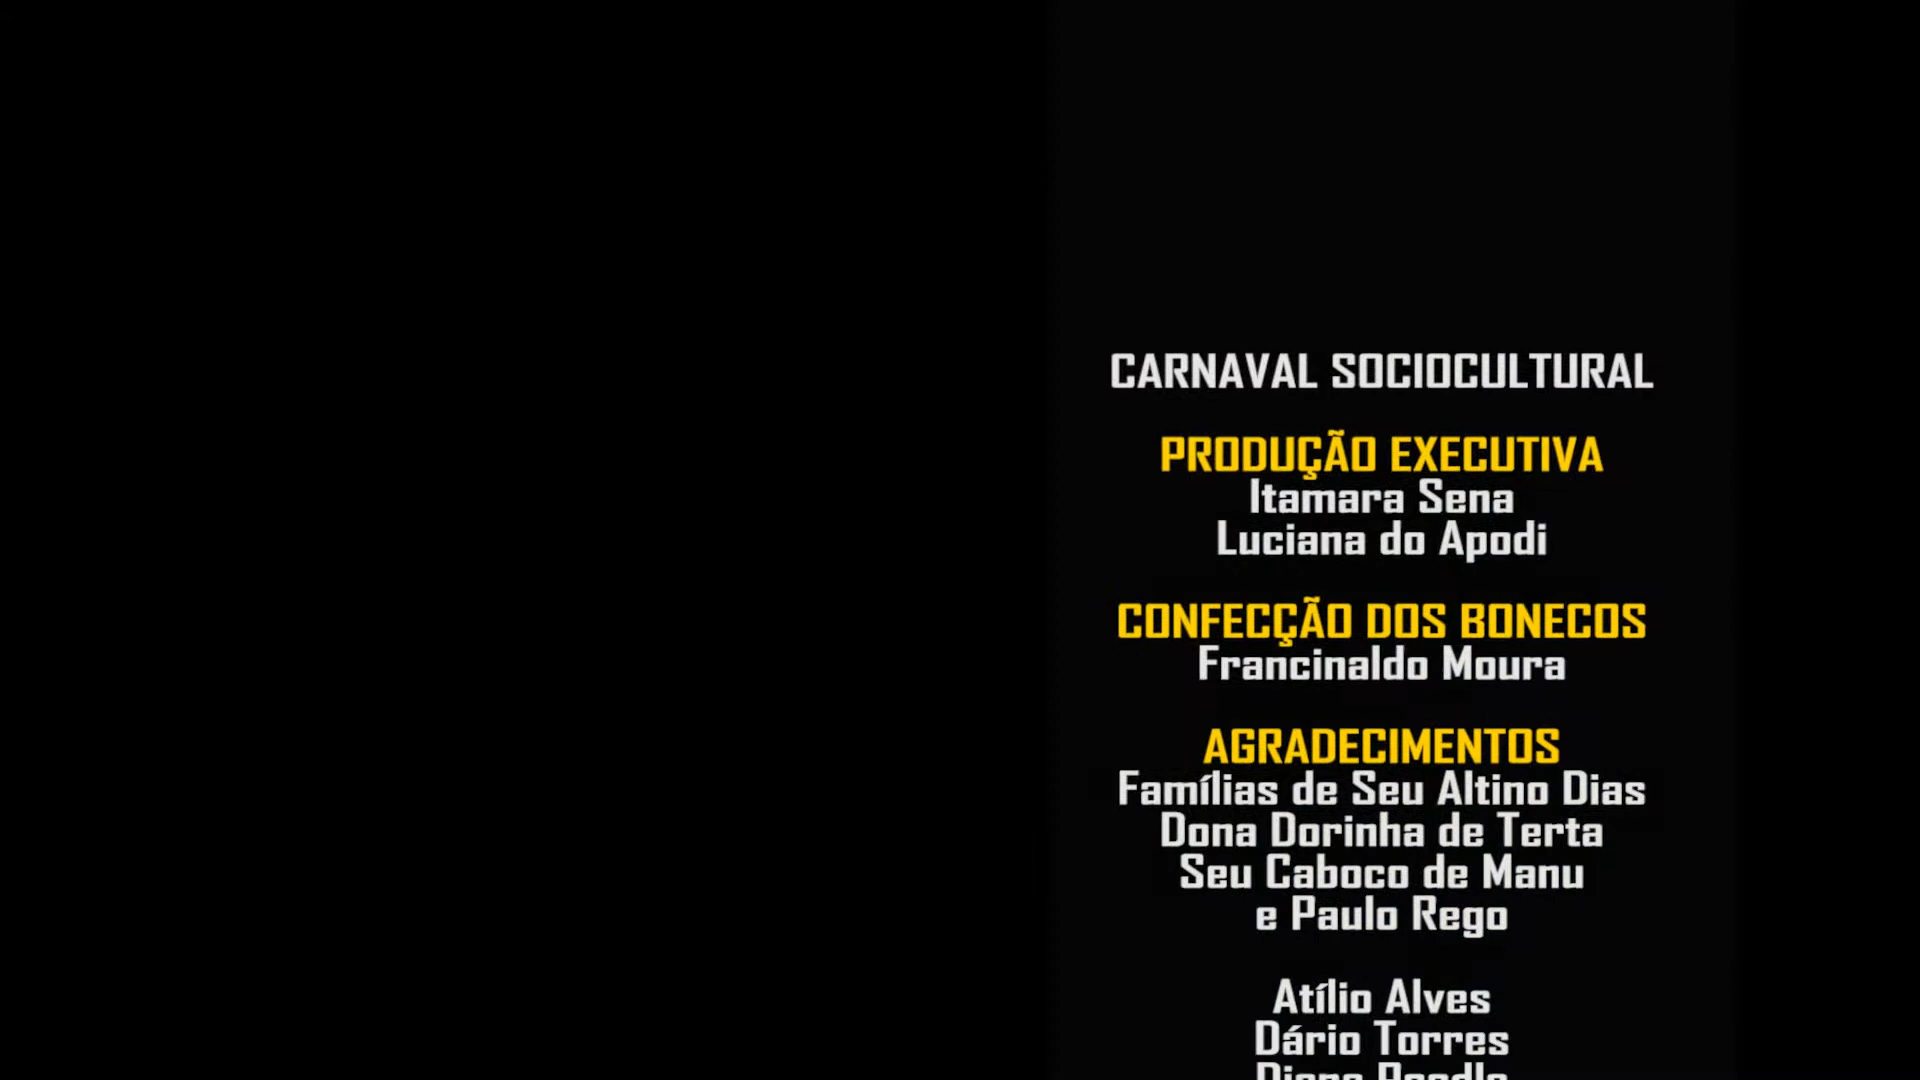 CARNAVAL SOCIOCULTURAL
PRODUÇÃO EXECUTIVA
Itamara Sena
Luciana do Apodi
CONFECÇÃO DOS BONECOS
Francinaldo Moura
AGRADECIMENTOS
Famílias de Seu Altino Dias
Dona Dorinha de Terta
Seu Caboco de Manu
e Paulo Rego
Atílio Alves
Dário Torres